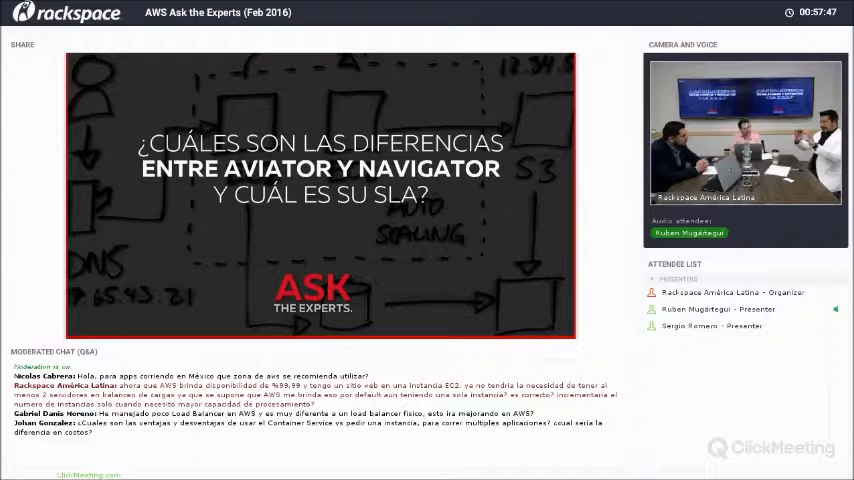 rackspace
AWS Ask the Experts (Feb 2016)
00:57:47
SHARE
CAMERA AND VOICE
¿CUÁLES SON LAS DIFERENCIAS
ENTRE AVIATOR Y NAVIGATOR
Y CUÁL ES SU SLA?
S3
AUTO
SCALING
DNS
.65.43.21
ASK
THE EXPERTS.
Rackspace América Latina
Audio attendee:
Ruben Mugártegui
ATTENDEE LIST
PRESENTERS
Rackspace América Latina - Organizer
Ruben Mugártegui - Presenter
Sergio Romero - Presenter
MODERATED CHAT (Q&A)
Moderation is on.
Nicolas Cabrera: Hola, para apps corriendo en México que zona de aws se recomienda utilizar?
Rackspace América Latina: ahora que AWS brinda disponibilidad de %99,99 y tengo un sitio web en una instancia EC2. ya no tendria la necesidad de tener al
menos 2 servidores en balanceo de cargas ya que se supone que AWS me brinda eso por default aun teniendo una sola instancia? es correcto? incrementaria el
numero de instancias solo cuando necesito mayor capacidad de procesamiento?
Gabriel Danis Moreno: He manejado poco Load Balancer en AWS y es muy diferente a un load balancer fisico, esto ira mejorando en AWS?
Johan Gonzalez: ¿Cuales son las ventajas y desventajas de usar el Container Service vs pedir una instancia, para correr multiples aplicaciones? ¿cual seria la
diferencia en costos?
ClickMeeting
ClickMeeting.com